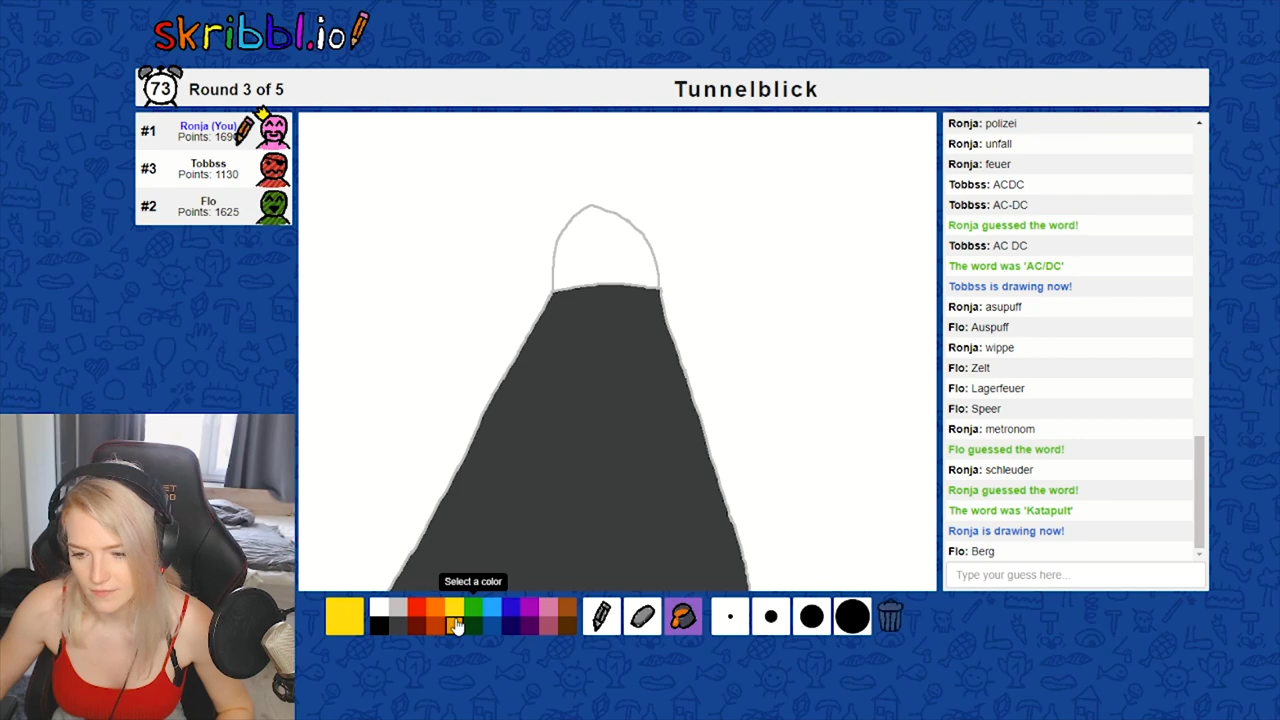 skribbl.io
73
Round 3 of 5
Tunnelblick
#1
Ronja (You)
Points: 1690
#3
Tobbss
Points: 1130
#2
Flo
Points: 1625
Ronja: polizei
Ronja: unfall
Ronja: feuer
Tobbss: ACDC
Tobbss: AC-DC
Ronja guessed the word!
Tobbss: AC DC
The word was 'AC/DC'
Tobbss is drawing now!
Ronja: asupuff
Flo: Auspuff
Ronja: wippe
Flo: Zelt
Flo: Lagerfeuer
Flo: Speer
Ronja: metronom
Flo guessed the word!
Ronja: schleuder
Ronja guessed the word!
The word was 'Katapult'
Ronja is drawing now!
Flo: Berg
Type your guess here...
Select a color